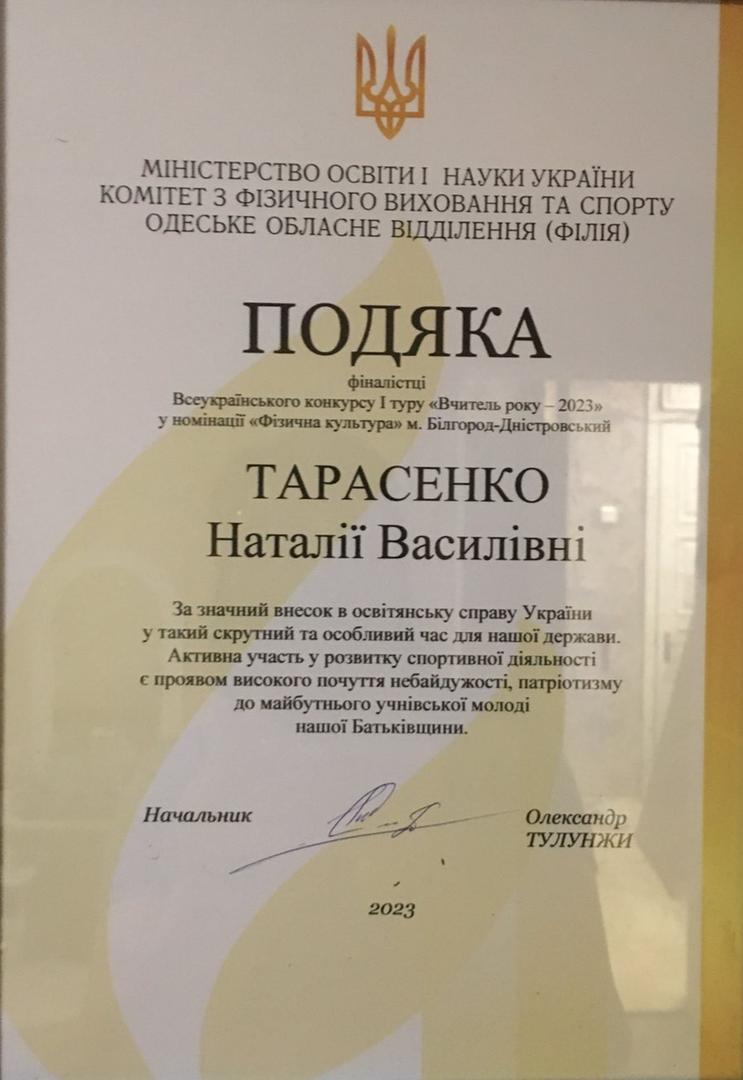 МІНІСТЕРСТВО ОСВІТИ І НАУКИ УКРАЇНИ
КОМІТЕТ З ФІЗИЧНОГО ВИХОВАННЯ ТА СПОРТУ
ОДЕСЬКЕ ОБЛАСНЕ ВІДДІЛЕННЯ (ФІЛІЯ)
ПОДЯКА
фіналістці
Всеукраїнського конкурсу І туру «Вчитель року – 2023»
у номінації «Фізична культура» м. Білгород-Дністровський
ТАРАСЕНКО
Наталії Василівні
За значний внесок в освітянську справу України
у такий скрутний та особливий час для нашої держави.
Активна участь у розвитку спортивної діяльності
є проявом високого почуття небайдужості, патріотизму
до майбутнього учнівської молоді
нашої Батьківщини.
Начальник
Олександр
ТУЛУНЖИ
2023